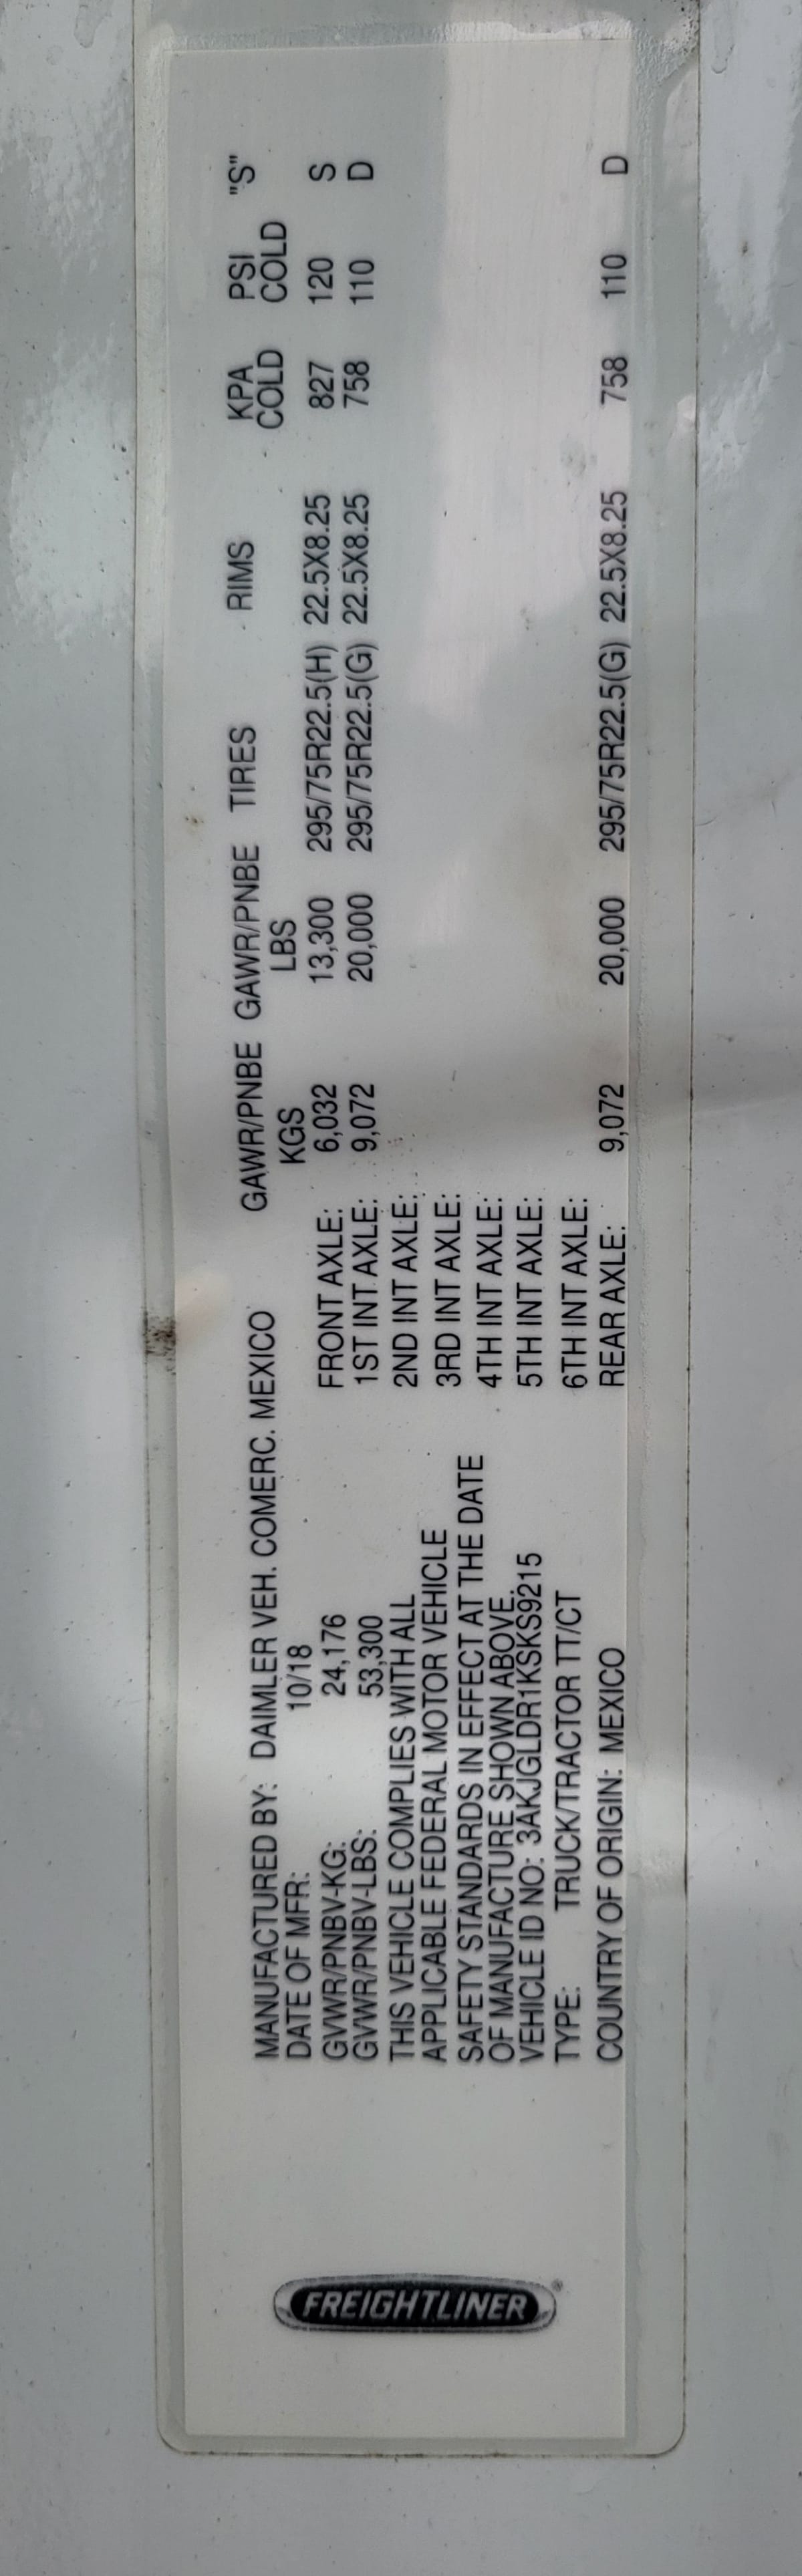 FREIGHTLINER®
MANUFACTURED BY: DAIMLER VEH. COMERC. MEXICO
DATE OF MFR: 10/18
GVWR/PNBV-KG: 24,176
GVWR/PNBV-LBS: 53,300
THIS VEHICLE COMPLIES WITH ALL
APPLICABLE FEDERAL MOTOR VEHICLE
SAFETY STANDARDS IN EFFECT AT THE DATE
OF MANUFACTURE SHOWN ABOVE.
VEHICLE ID NO: 3AKJGLDR1KSKS9215
TYPE: TRUCK/TRACTOR TT/CT
COUNTRY OF ORIGIN: MEXICO
GAWR/PNBE GAWR/PNBE TIRES RIMS KPA PSI "S"
KGS LBS COLD COLD
FRONT AXLE: 6,032 13,300 295/75R22.5(H) 22.5X8.25 827 120 S
1ST INT AXLE: 9,072 20,000 295/75R22.5(G) 22.5X8.25 758 110 D
2ND INT AXLE:
3RD INT AXLE:
4TH INT AXLE:
5TH INT AXLE:
6TH INT AXLE:
REAR AXLE: 9,072 20,000 295/75R22.5(G) 22.5X8.25 758 110 D